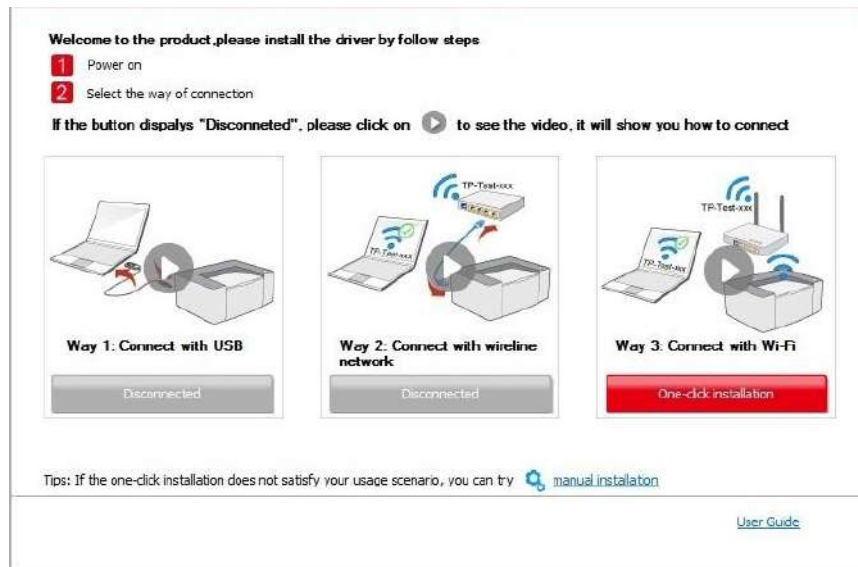 Welcome to the product,please install the driver by follow steps
1 Power on
2 Select the way of connection
If the button dispalys "Disconneted", please click on to see the video, it will show you how to connect
TP-Test-xxx
TP-Test-xxx
TP-Test-xxx
TP-Test-xxx
Way 1: Connect with USB
Way 2: Connect with wireline
network
Way 3: Connect with Wi-Fi
Disconnected
Disconnected
One-click installation
Tips: If the one-click installation does not satisfy your usage scenario, you can try manual installation
User Guide